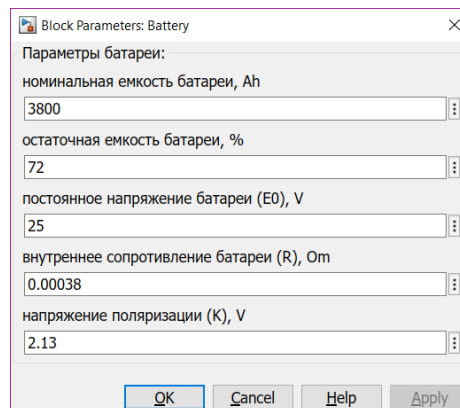 Block Parameters: Battery
Параметры батареи:
номинальная емкость батареи, Ah
3800
остаточная емкость батареи, %
72
постоянное напряжение батареи (E0), V
25
внутреннее сопротивление батареи (R), Om
0.00038
напряжение поляризации (K), V
2.13
OK Cancel Help Apply